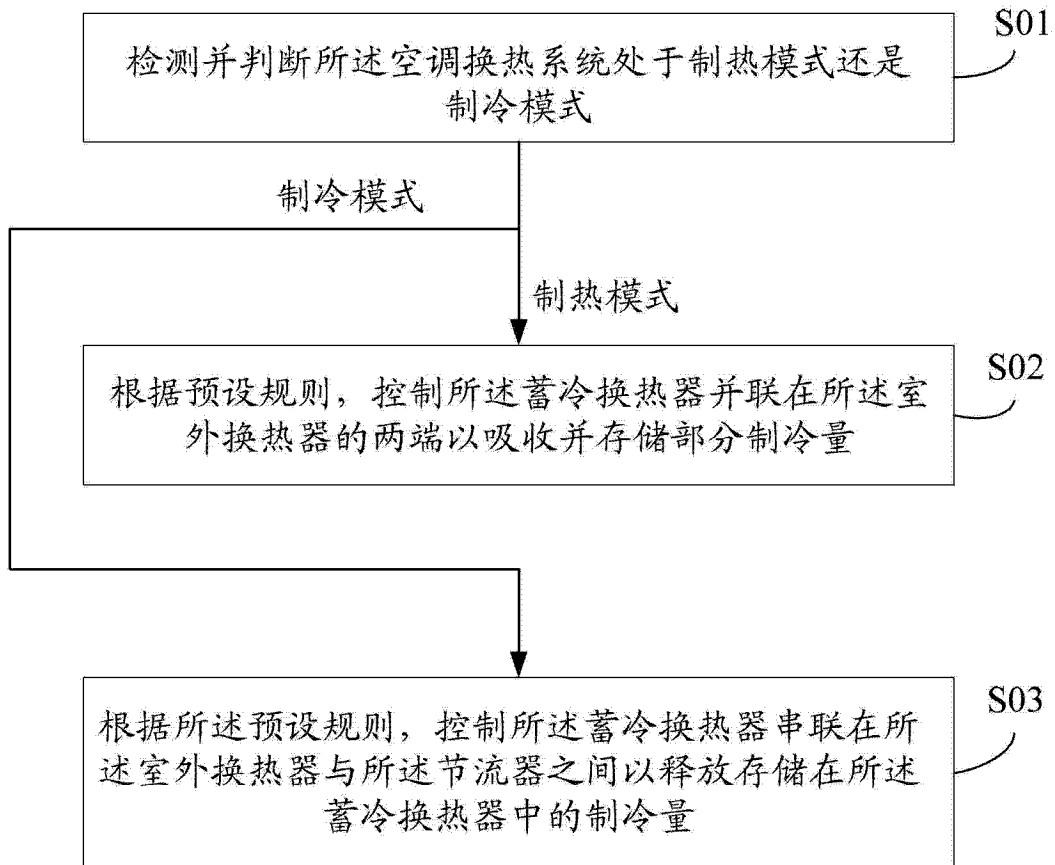 S01
检测并判断所述空调换热系统处于制热模式还是
制冷模式
制冷模式
制热模式
S02
根据预设规则，控制所述蓄冷换热器并联在所述室
外换热器的两端以吸收并存储部分制冷量
S03
根据所述预设规则，控制所述蓄冷换热器串联在所
述室外换热器与所述节流器之间以释放存储在所述
蓄冷换热器中的制冷量